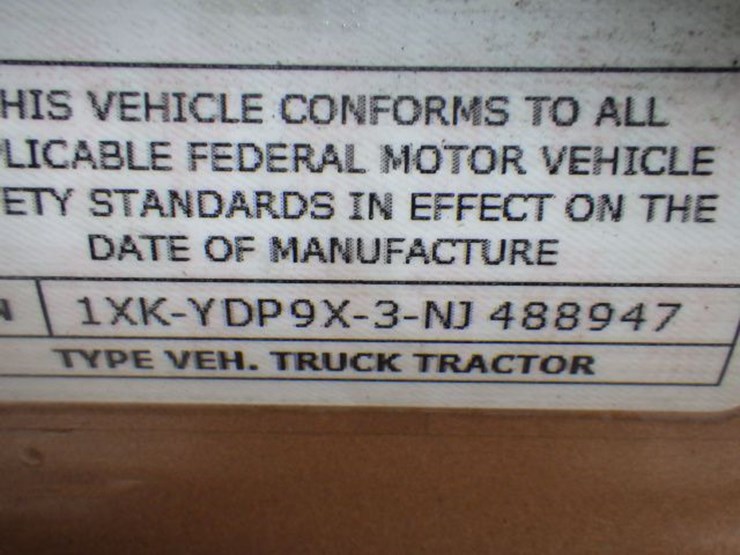 HIS VEHICLE CONFORMS TO ALL
LICABLE FEDERAL MOTOR VEHICLE
ETY STANDARDS IN EFFECT ON THE
DATE OF MANUFACTURE
N 1XK-YDP9X-3-NJ 488947
TYPE VEH. TRUCK TRACTOR